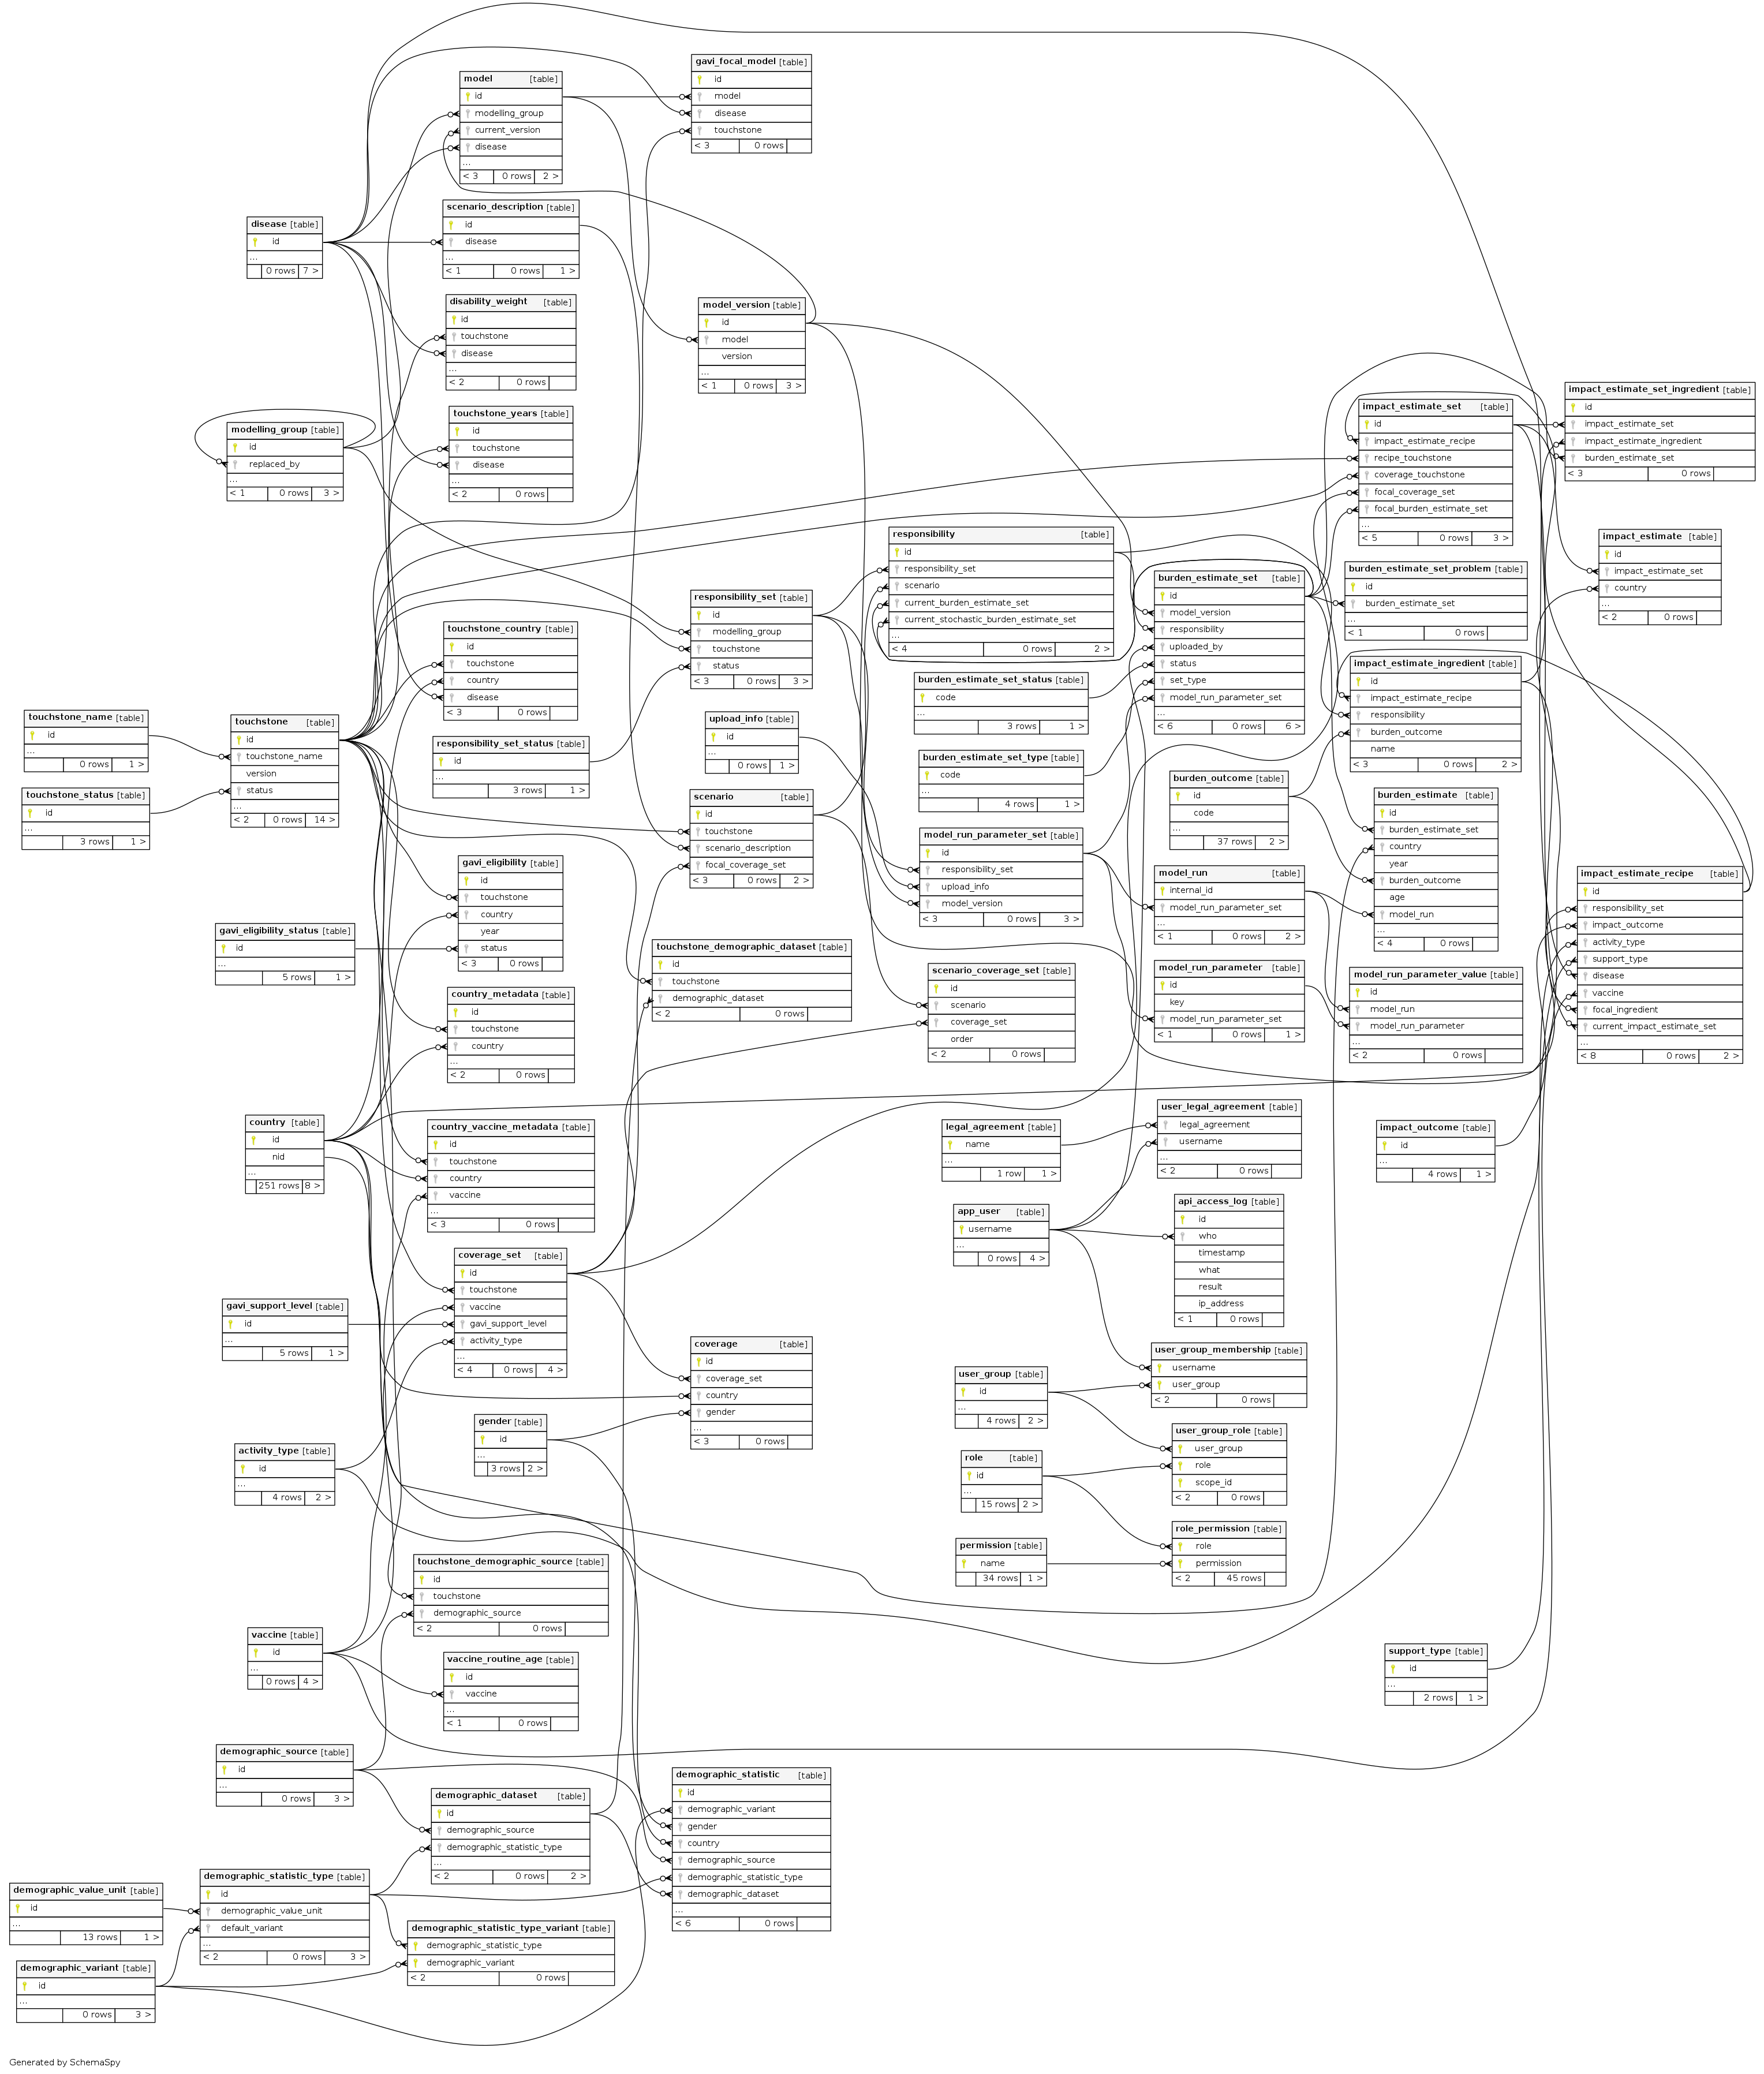 gavi_focal_model [table]
id
model
disease
touchstone
< 3 0 rows
model [table]
id
modelling_group
current_version
disease
...
< 3 0 rows 2 >
scenario_description [table]
id
disease
...
< 1 0 rows 1 >
disease [table]
id
...
0 rows 7 >
disability_weight [table]
id
touchstone
disease
...
< 2 0 rows
model_version [table]
id
model
version
...
< 1 0 rows 3 >
touchstone_years [table]
id
touchstone
disease
...
< 2 0 rows
modelling_group [table]
id
replaced_by
...
< 1 0 rows 3 >
impact_estimate_set_ingredient [table]
id
impact_estimate_set
impact_estimate_ingredient
burden_estimate_set
< 3 0 rows
impact_estimate_set [table]
id
impact_estimate_recipe
recipe_touchstone
coverage_touchstone
focal_coverage_set
focal_burden_estimate_set
...
< 5 0 rows 3 >
impact_estimate [table]
id
impact_estimate_set
country
...
< 2 0 rows
responsibility [table]
id
responsibility_set
scenario
current_burden_estimate_set
current_stochastic_burden_estimate_set
...
< 4 0 rows 2 >
burden_estimate_set [table]
id
model_version
responsibility
uploaded_by
status
set_type
model_run_parameter_set
...
< 6 0 rows 6 >
burden_estimate_set_problem [table]
id
burden_estimate_set
...
< 1 0 rows
responsibility_set [table]
id
modelling_group
touchstone
status
< 3 0 rows 3 >
touchstone_country [table]
id
touchstone
country
disease
< 3 0 rows
impact_estimate_ingredient [table]
id
impact_estimate_recipe
responsibility
burden_outcome
name
< 3 0 rows 2 >
burden_estimate_set_status [table]
code
...
3 rows 1 >
touchstone_name [table]
id
...
0 rows 1 >
touchstone [table]
id
touchstone_name
version
status
...
< 2 0 rows 14 >
upload_info [table]
id
...
0 rows 1 >
responsibility_set_status [table]
id
...
3 rows 1 >
burden_estimate_set_type [table]
code
...
4 rows 1 >
burden_outcome [table]
id
code
...
37 rows 2 >
touchstone_status [table]
id
...
3 rows 1 >
scenario [table]
id
touchstone
scenario_description
focal_coverage_set
< 3 0 rows 2 >
burden_estimate [table]
id
burden_estimate_set
country
year
burden_outcome
age
model_run
...
< 4 0 rows
model_run_parameter_set [table]
id
responsibility_set
upload_info
model_version
< 3 0 rows 3 >
gavi_eligibility [table]
id
touchstone
country
year
status
< 3 0 rows
model_run [table]
internal_id
model_run_parameter_set
...
< 1 0 rows 2 >
impact_estimate_recipe [table]
id
responsibility_set
impact_outcome
activity_type
support_type
disease
vaccine
focal_ingredient
current_impact_estimate_set
...
< 8 0 rows 2 >
gavi_eligibility_status [table]
id
...
5 rows 1 >
touchstone_demographic_dataset [table]
id
touchstone
demographic_dataset
< 2 0 rows
scenario_coverage_set [table]
id
scenario
coverage_set
order
< 2 0 rows
model_run_parameter [table]
id
key
model_run_parameter_set
< 1 0 rows 1 >
model_run_parameter_value [table]
id
model_run
model_run_parameter
...
< 2 0 rows
country_metadata [table]
id
touchstone
country
...
< 2 0 rows
country [table]
id
nid
...
251 rows 8 >
country_vaccine_metadata [table]
id
touchstone
country
vaccine
...
< 3 0 rows
legal_agreement [table]
name
...
1 row 1 >
user_legal_agreement [table]
legal_agreement
username
...
< 2 0 rows
impact_outcome [table]
id
...
4 rows 1 >
app_user [table]
username
...
0 rows 4 >
api_access_log [table]
id
who
timestamp
what
result
ip_address
< 1 0 rows
coverage_set [table]
id
touchstone
vaccine
gavi_support_level
activity_type
...
< 4 0 rows 4 >
gavi_support_level [table]
id
...
5 rows 1 >
coverage [table]
id
coverage_set
country
gender
...
< 3 0 rows
user_group_membership [table]
username
user_group
< 2 0 rows
user_group [table]
id
...
4 rows 2 >
gender [table]
id
...
3 rows 2 >
user_group_role [table]
user_group
role
scope_id
< 2 0 rows
activity_type [table]
id
...
4 rows 2 >
role [table]
id
...
15 rows 2 >
role_permission [table]
role
permission
< 2 45 rows
permission [table]
name
34 rows 1 >
touchstone_demographic_source [table]
id
touchstone
demographic_source
< 2 0 rows
vaccine [table]
id
...
0 rows 4 >
vaccine_routine_age [table]
id
vaccine
...
< 1 0 rows
support_type [table]
id
...
2 rows 1 >
demographic_source [table]
id
...
0 rows 3 >
demographic_statistic [table]
id
demographic_variant
gender
country
demographic_source
demographic_statistic_type
demographic_dataset
...
< 6 0 rows
demographic_dataset [table]
id
demographic_source
demographic_statistic_type
...
< 2 0 rows 2 >
demographic_statistic_type [table]
id
demographic_value_unit
default_variant
...
< 2 0 rows 3 >
demographic_value_unit [table]
id
...
13 rows 1 >
demographic_statistic_type_variant [table]
demographic_statistic_type
demographic_variant
< 2 0 rows
demographic_variant [table]
id
...
0 rows 3 >
Generated by SchemaSpy